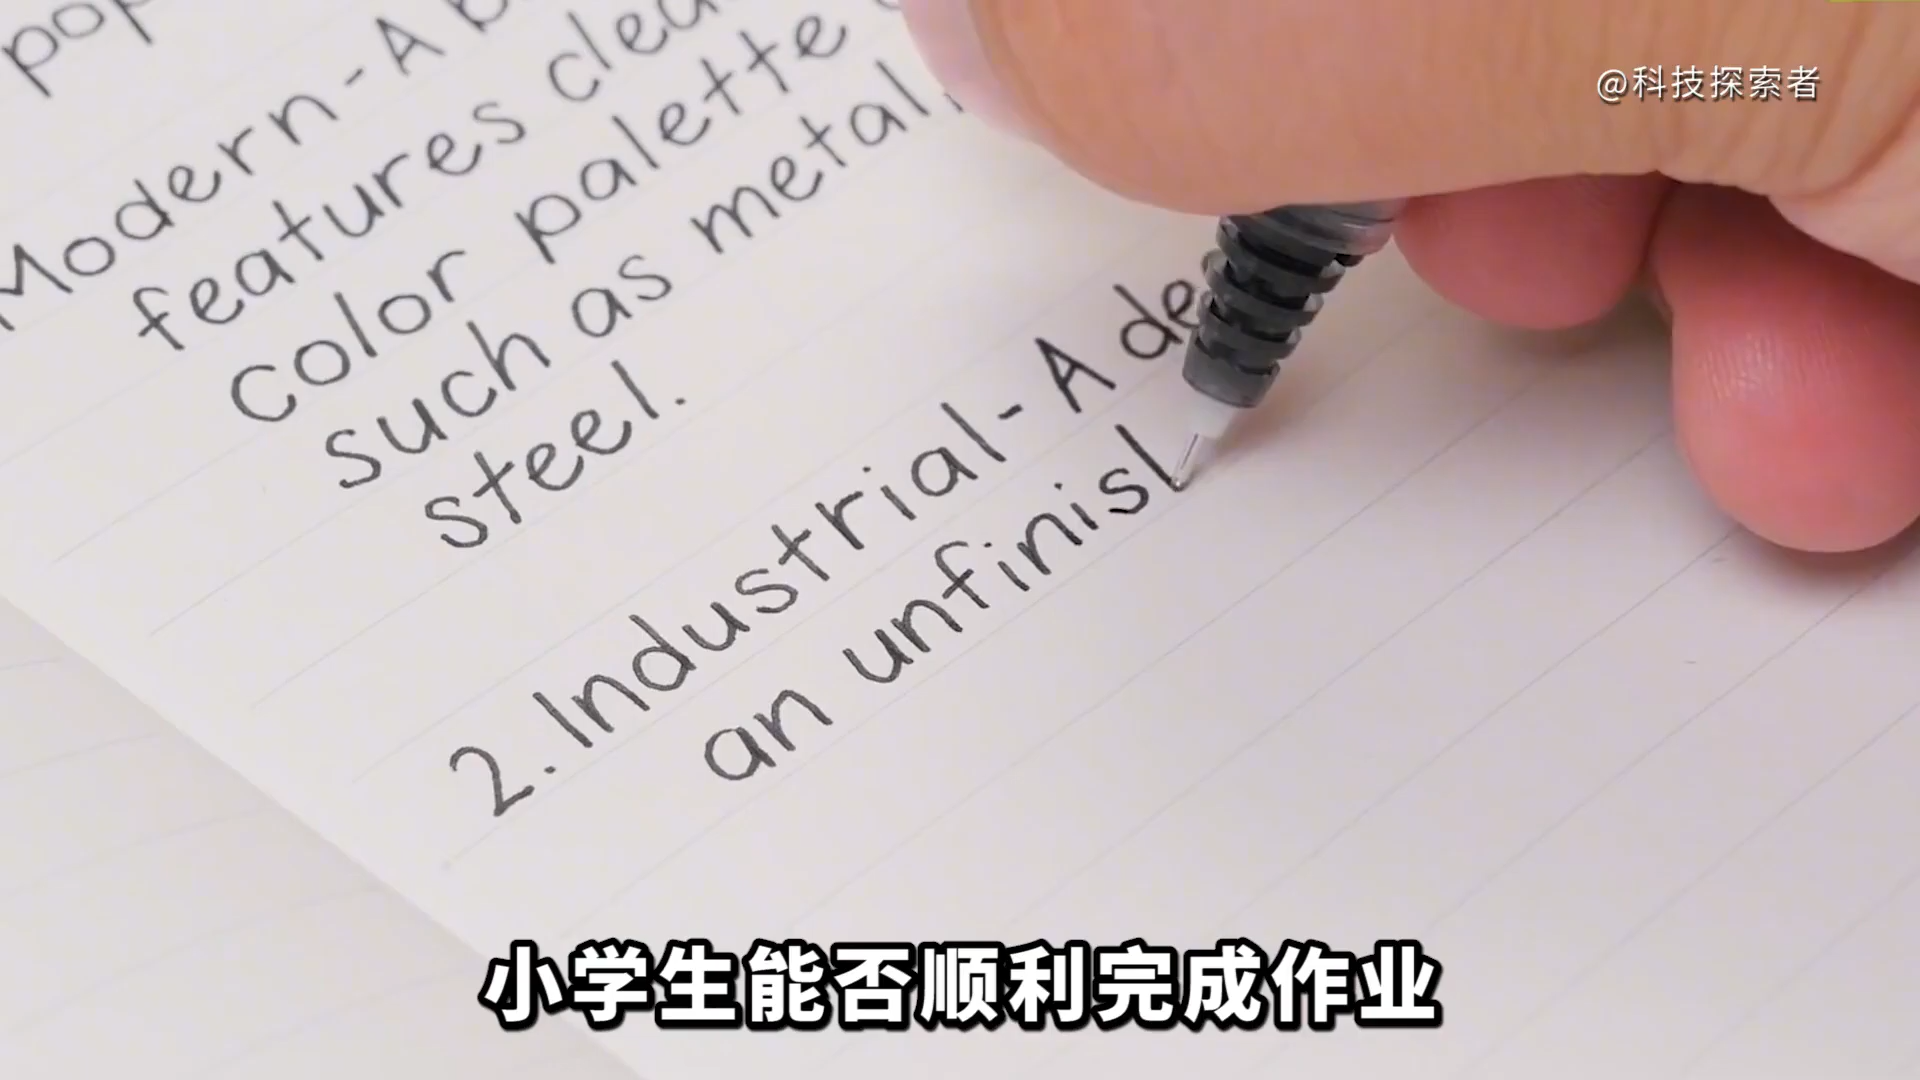 @科技探索者
Modern - A
features
color palette
such as metal,
steel.
2. Industrial - A
an
小学生能否顺利完成作业